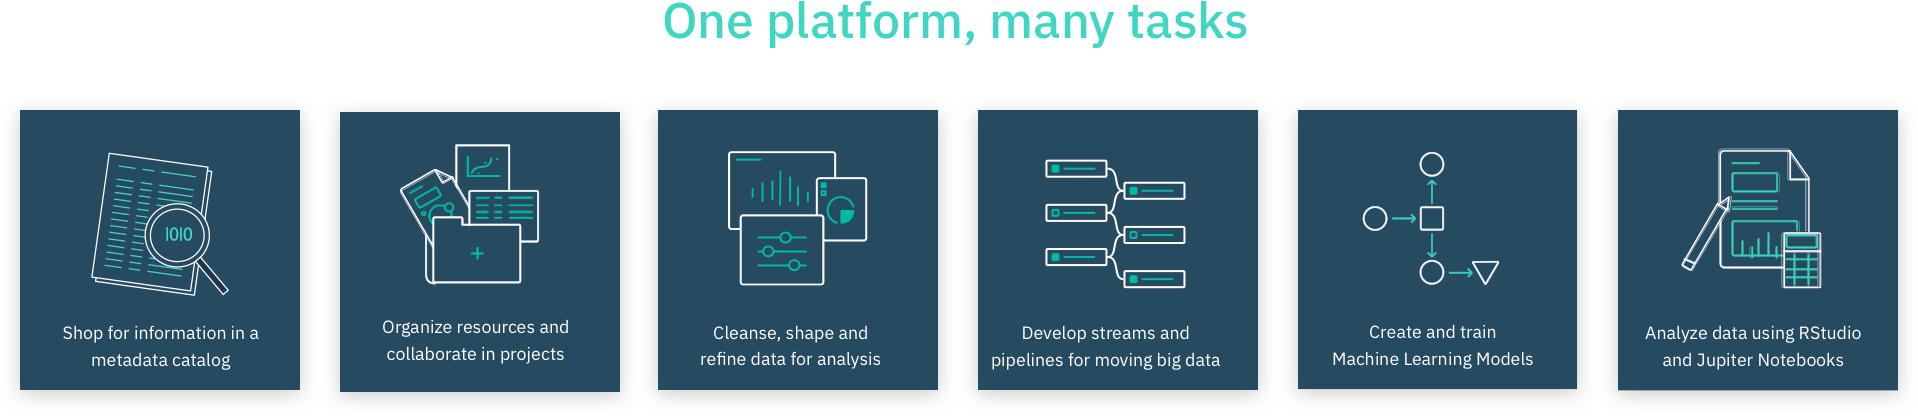 One platform, many tasks
1010
Shop for information in a
metadata catalog
Organize resources and
collaborate in projects
Cleanse, shape and
refine data for analysis
Develop streams and
pipelines for moving big data
Create and train
Machine Learning Models
Analyze data using RStudio
and Jupiter Notebooks